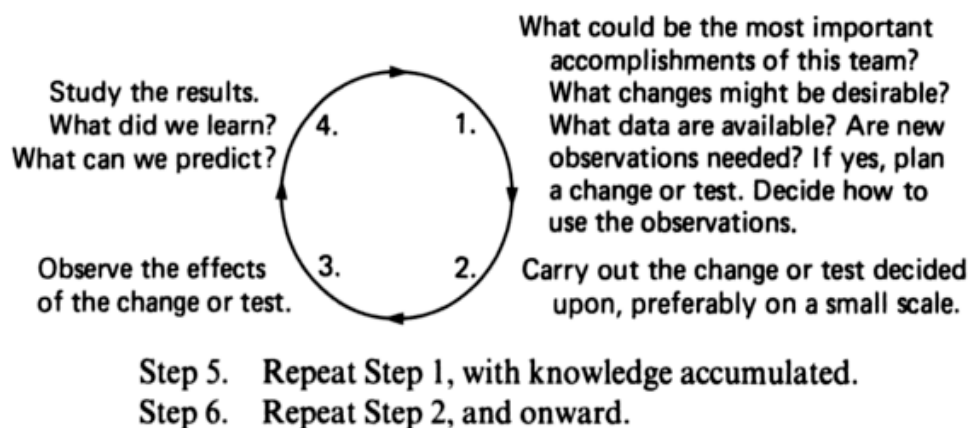 What could be the most important
accomplishments of this team?
What changes might be desirable?
What data are available? Are new
observations needed? If yes, plan
a change or test. Decide how to
use the observations.
1.
Carry out the change or test decided
upon, preferably on a small scale.
2.
Observe the effects
of the change or test.
3.
Study the results.
What did we learn?
What can we predict?
4.
Step 5. Repeat Step 1, with knowledge accumulated.
Step 6. Repeat Step 2, and onward.